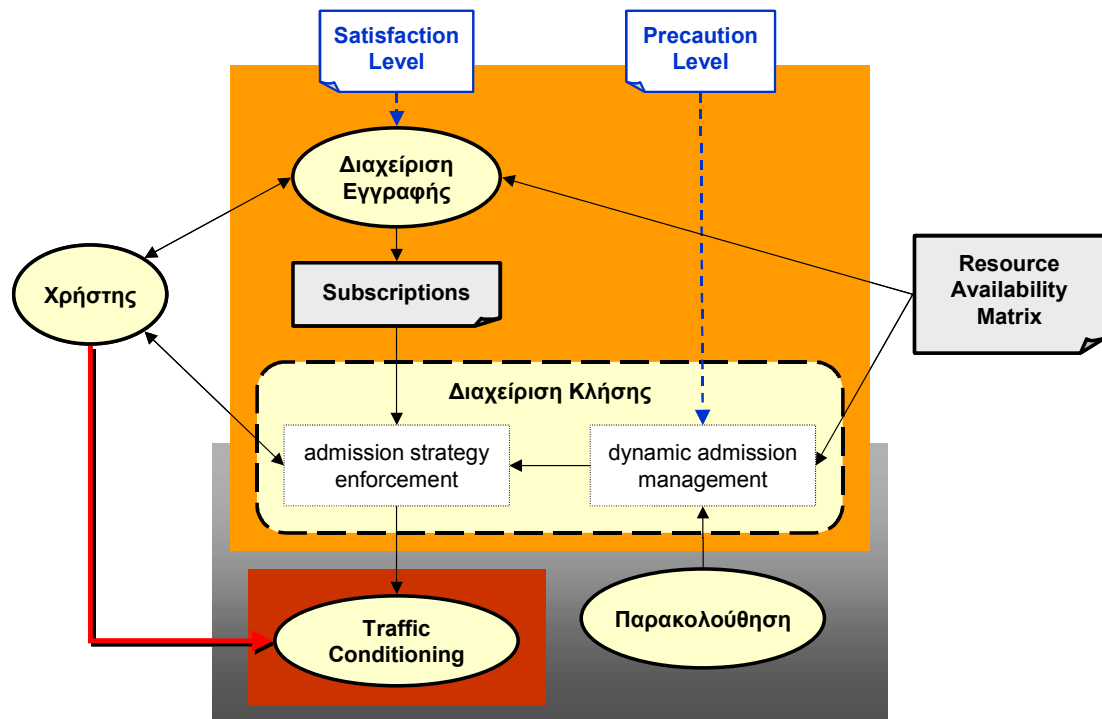 Satisfaction
Level
Precaution
Level
Διαχείριση
Εγγραφής
Χρήστης
Subscriptions
Resource
Availability
Matrix
Διαχείριση Κλήσης
admission strategy
enforcement
dynamic admission
management
Traffic
Conditioning
Παρακολούθηση